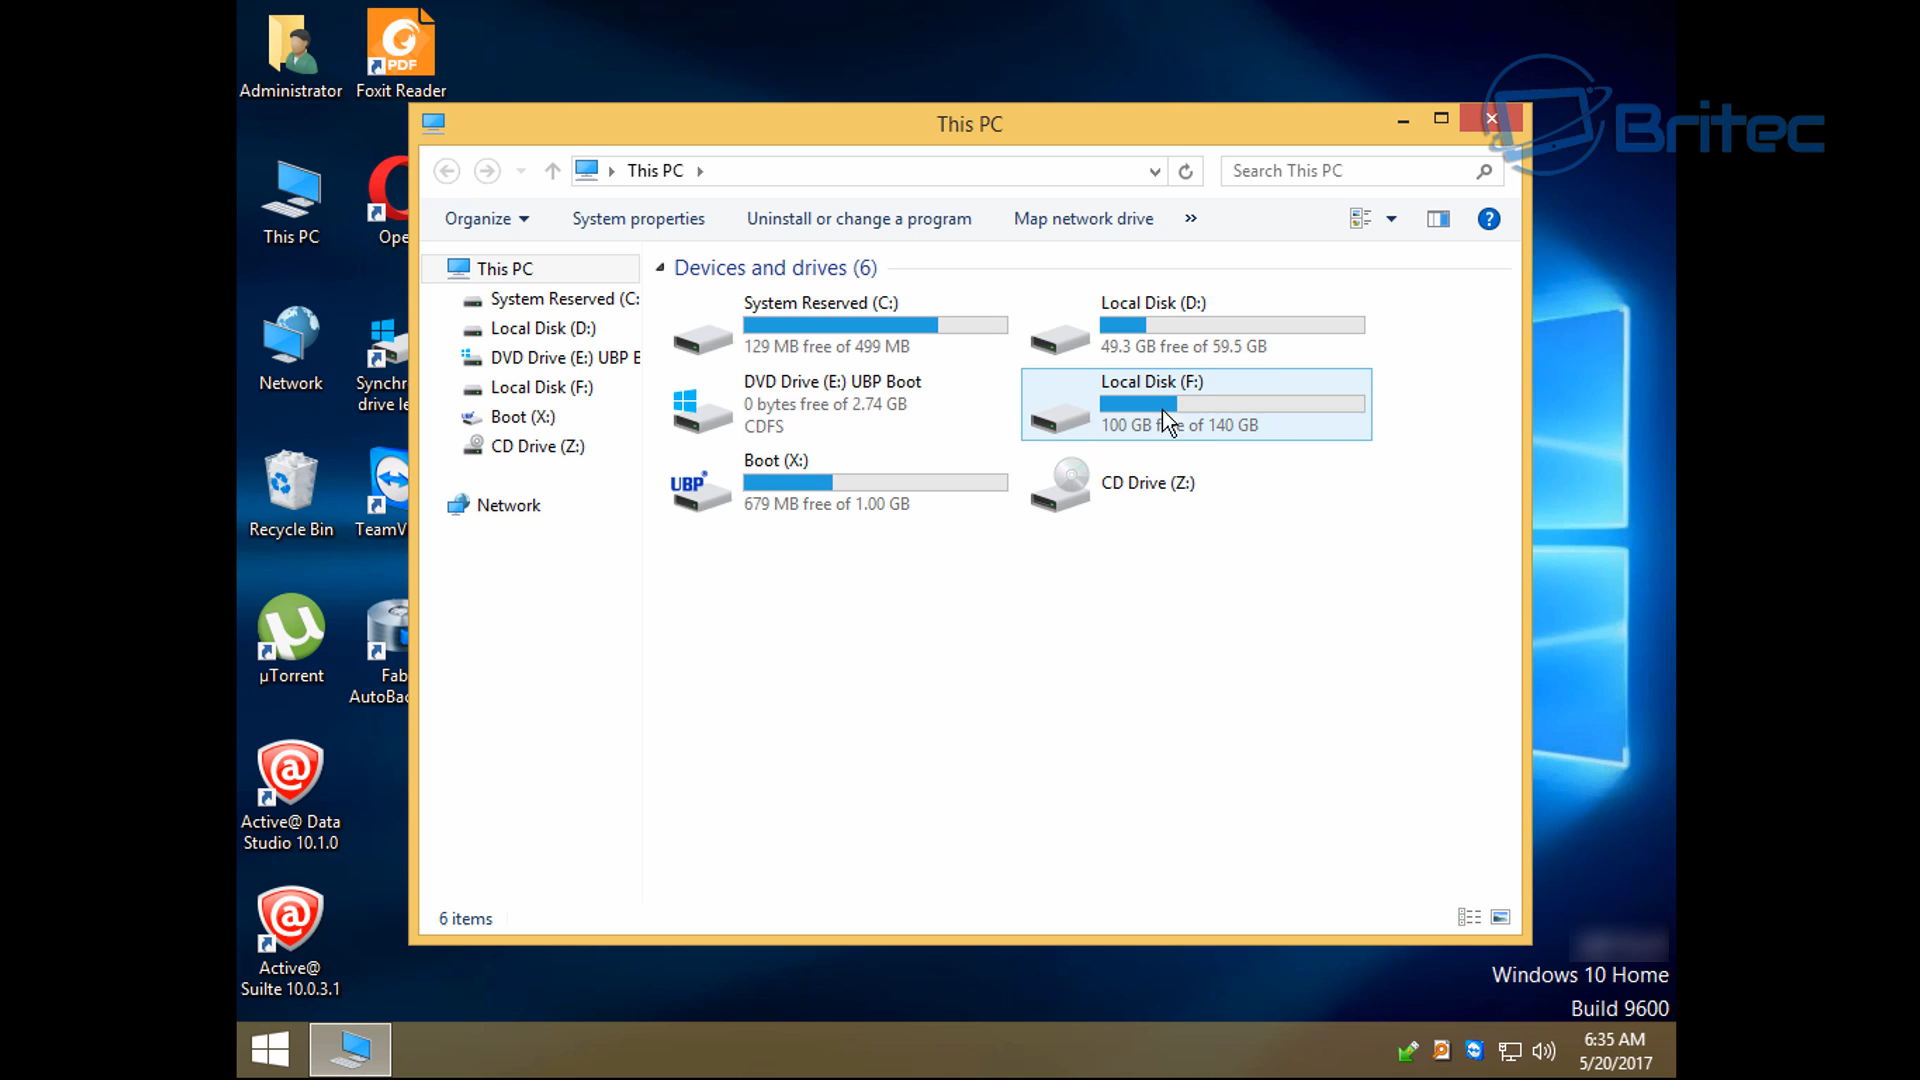 Administrator
Foxit Reader
PDF
This PC
Ope
Network
Synchr
drive le
Recycle Bin
TeamV
µTorrent
Fab
AutoBac
Active@ Data
Studio 10.1.0
Active@
Suilte 10.0.3.1
Britec
This PC
This PC
Search This PC
Organize
System properties
Uninstall or change a program
Map network drive
»
?
This PC
System Reserved (C:
Local Disk (D:)
DVD Drive (E:) UBP E
Local Disk (F:)
Boot (X:)
CD Drive (Z:)
Network
Devices and drives (6)
System Reserved (C:)
129 MB free of 499 MB
Local Disk (D:)
49.3 GB free of 59.5 GB
DVD Drive (E:) UBP Boot
0 bytes free of 2.74 GB
CDFS
Local Disk (F:)
100 GB free of 140 GB
UBP
Boot (X:)
679 MB free of 1.00 GB
CD Drive (Z:)
6 items
Windows 10 Home
Build 9600
6:35 AM
5/20/2017